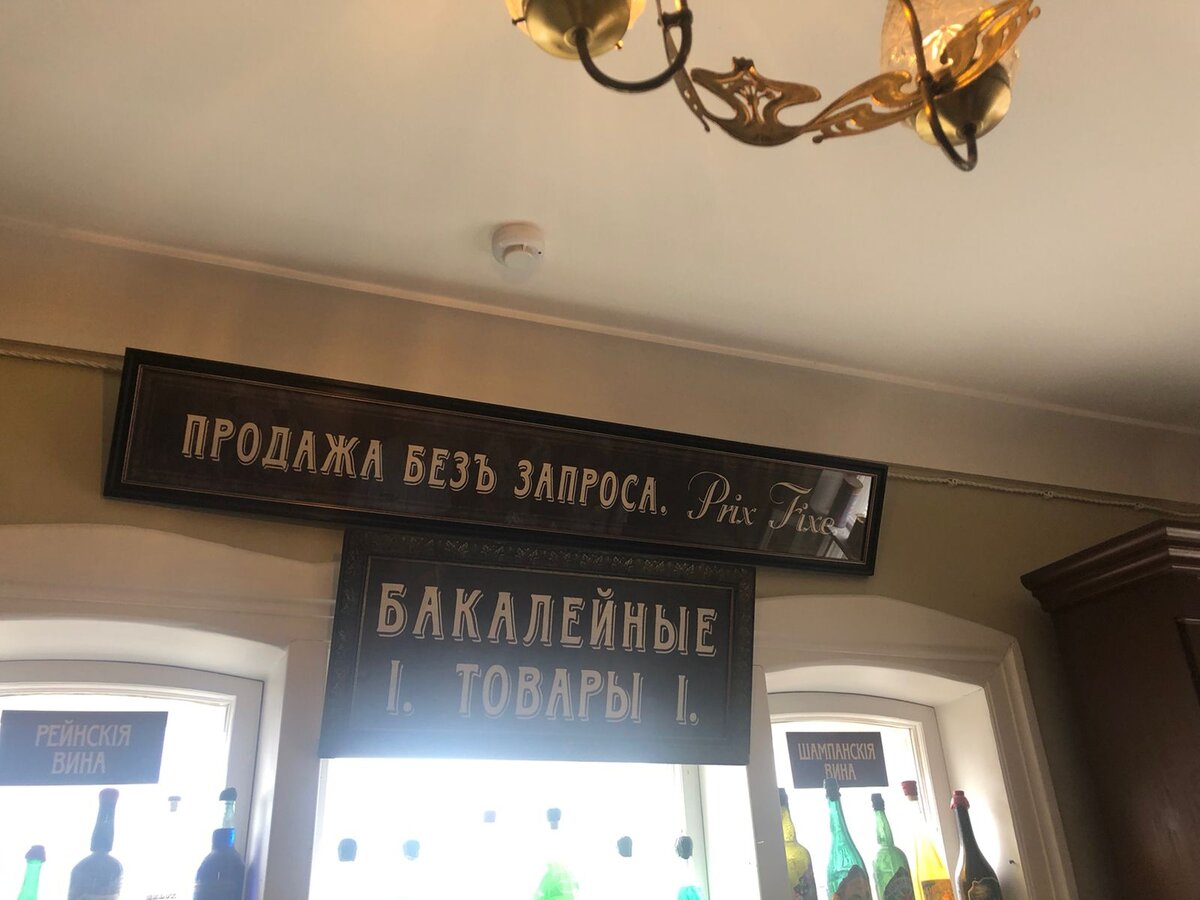 ПРОДАЖА БЕЗЪ ЗАПРОСА. Prix Fixe
БАКАЛЕЙНЫЕ
I. ТОВАРЫ I.
РЕЙНСКІЯ
ВИНА
ШАМПАНСКІЯ
ВИНА